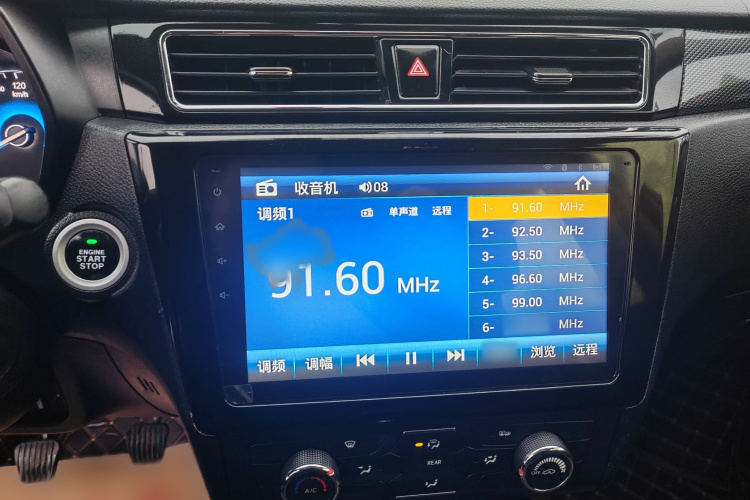 120
km/h
ENGINE
START
STOP
收音机 08
调频1 单声道 远程
91.60 MHz
1- 91.60 MHz
2- 92.50 MHz
3- 93.50 MHz
4- 96.60 MHz
5- 99.00 MHz
6- MHz
调频 调幅 浏览 远程
REAR
A/C
OFF